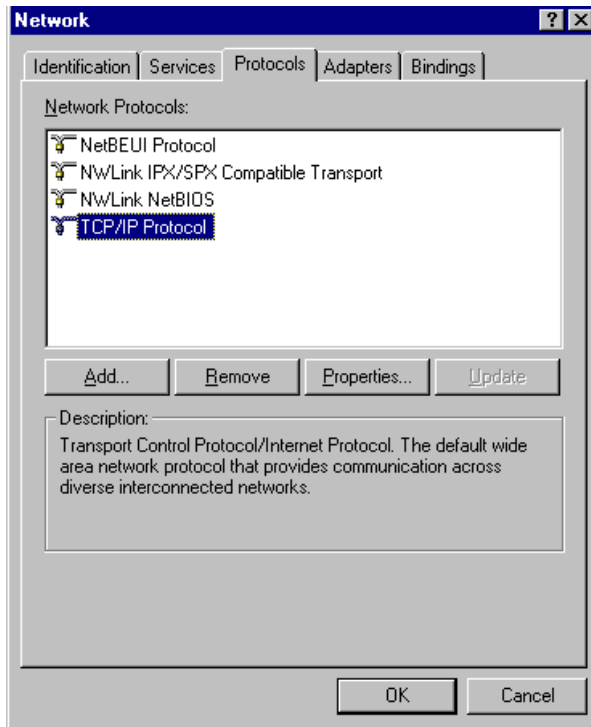 Network
Identification Services Protocols Adapters Bindings
Network Protocols:
NetBEUI Protocol
NWLink IPX/SPX Compatible Transport
NWLink NetBIOS
TCP/IP Protocol
Add... Remove Properties... Update
Description:
Transport Control Protocol/Internet Protocol. The default wide
area network protocol that provides communication across
diverse interconnected networks.
OK Cancel